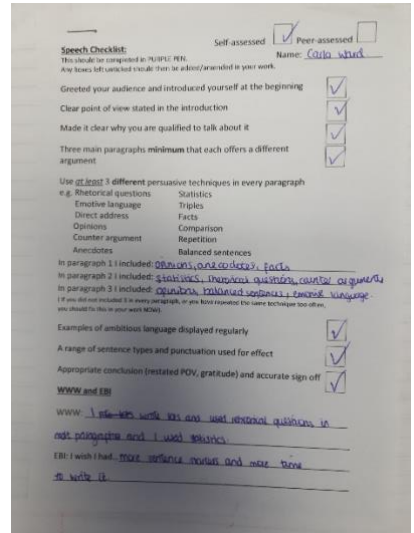 Self-assessed Peer-assessed
Speech Checklist:
This should be completed in PURPLE PEN. Name: Carla Ward
Any boxes left unticked should then be added/amended in your work.
Greeted your audience and introduced yourself at the beginning
Clear point of view stated in the introduction
Made it clear why you are qualified to talk about it
Three main paragraphs minimum that each offers a different
argument
Use at least 3 different persuasive techniques in every paragraph
e.g. Rhetorical questions Statistics
Emotive language Triples
Direct address Facts
Opinions Comparison
Counter argument Repetition
Anecdotes Balanced sentences
In paragraph 1 I included: opinions, anecodotes, facts
In paragraph 2 I included: statistics, rhetorical questions, counter arguments
In paragraph 3 I included: opinions, balanced sentences, emotive language.
(If you did not included 3 in every paragraph, or you have repeated the same technique too often,
you should fix this in your work NOW).
Examples of ambitious language displayed regularly
A range of sentence types and punctuation used for effect
Appropriate conclusion (restated POV, gratitude) and accurate sign off
WWW and EBI
WWW: I wrote lots and used rhetorical questions in
most paragraphs and I used statistics
EBI: I wish I had more sentence and more time
to write it